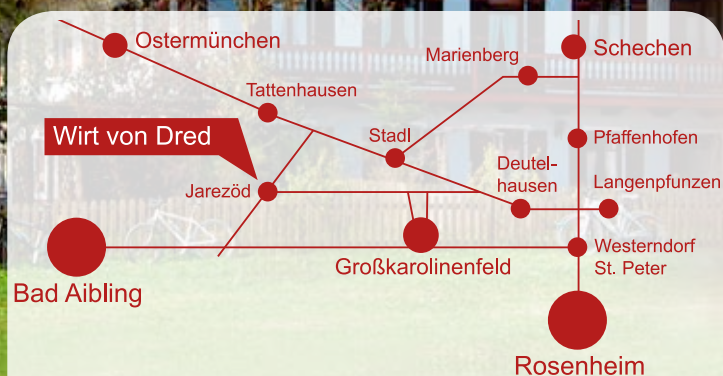 Ostermünchen
Schechen
Marienberg
Tattenhausen
Wirt von Dred
Stadl
Pfaffenhofen
Deutel-
hausen
Langenpfunzen
Jarezöd
Westerndorf
St. Peter
Großkarolinenfeld
Bad Aibling
Rosenheim